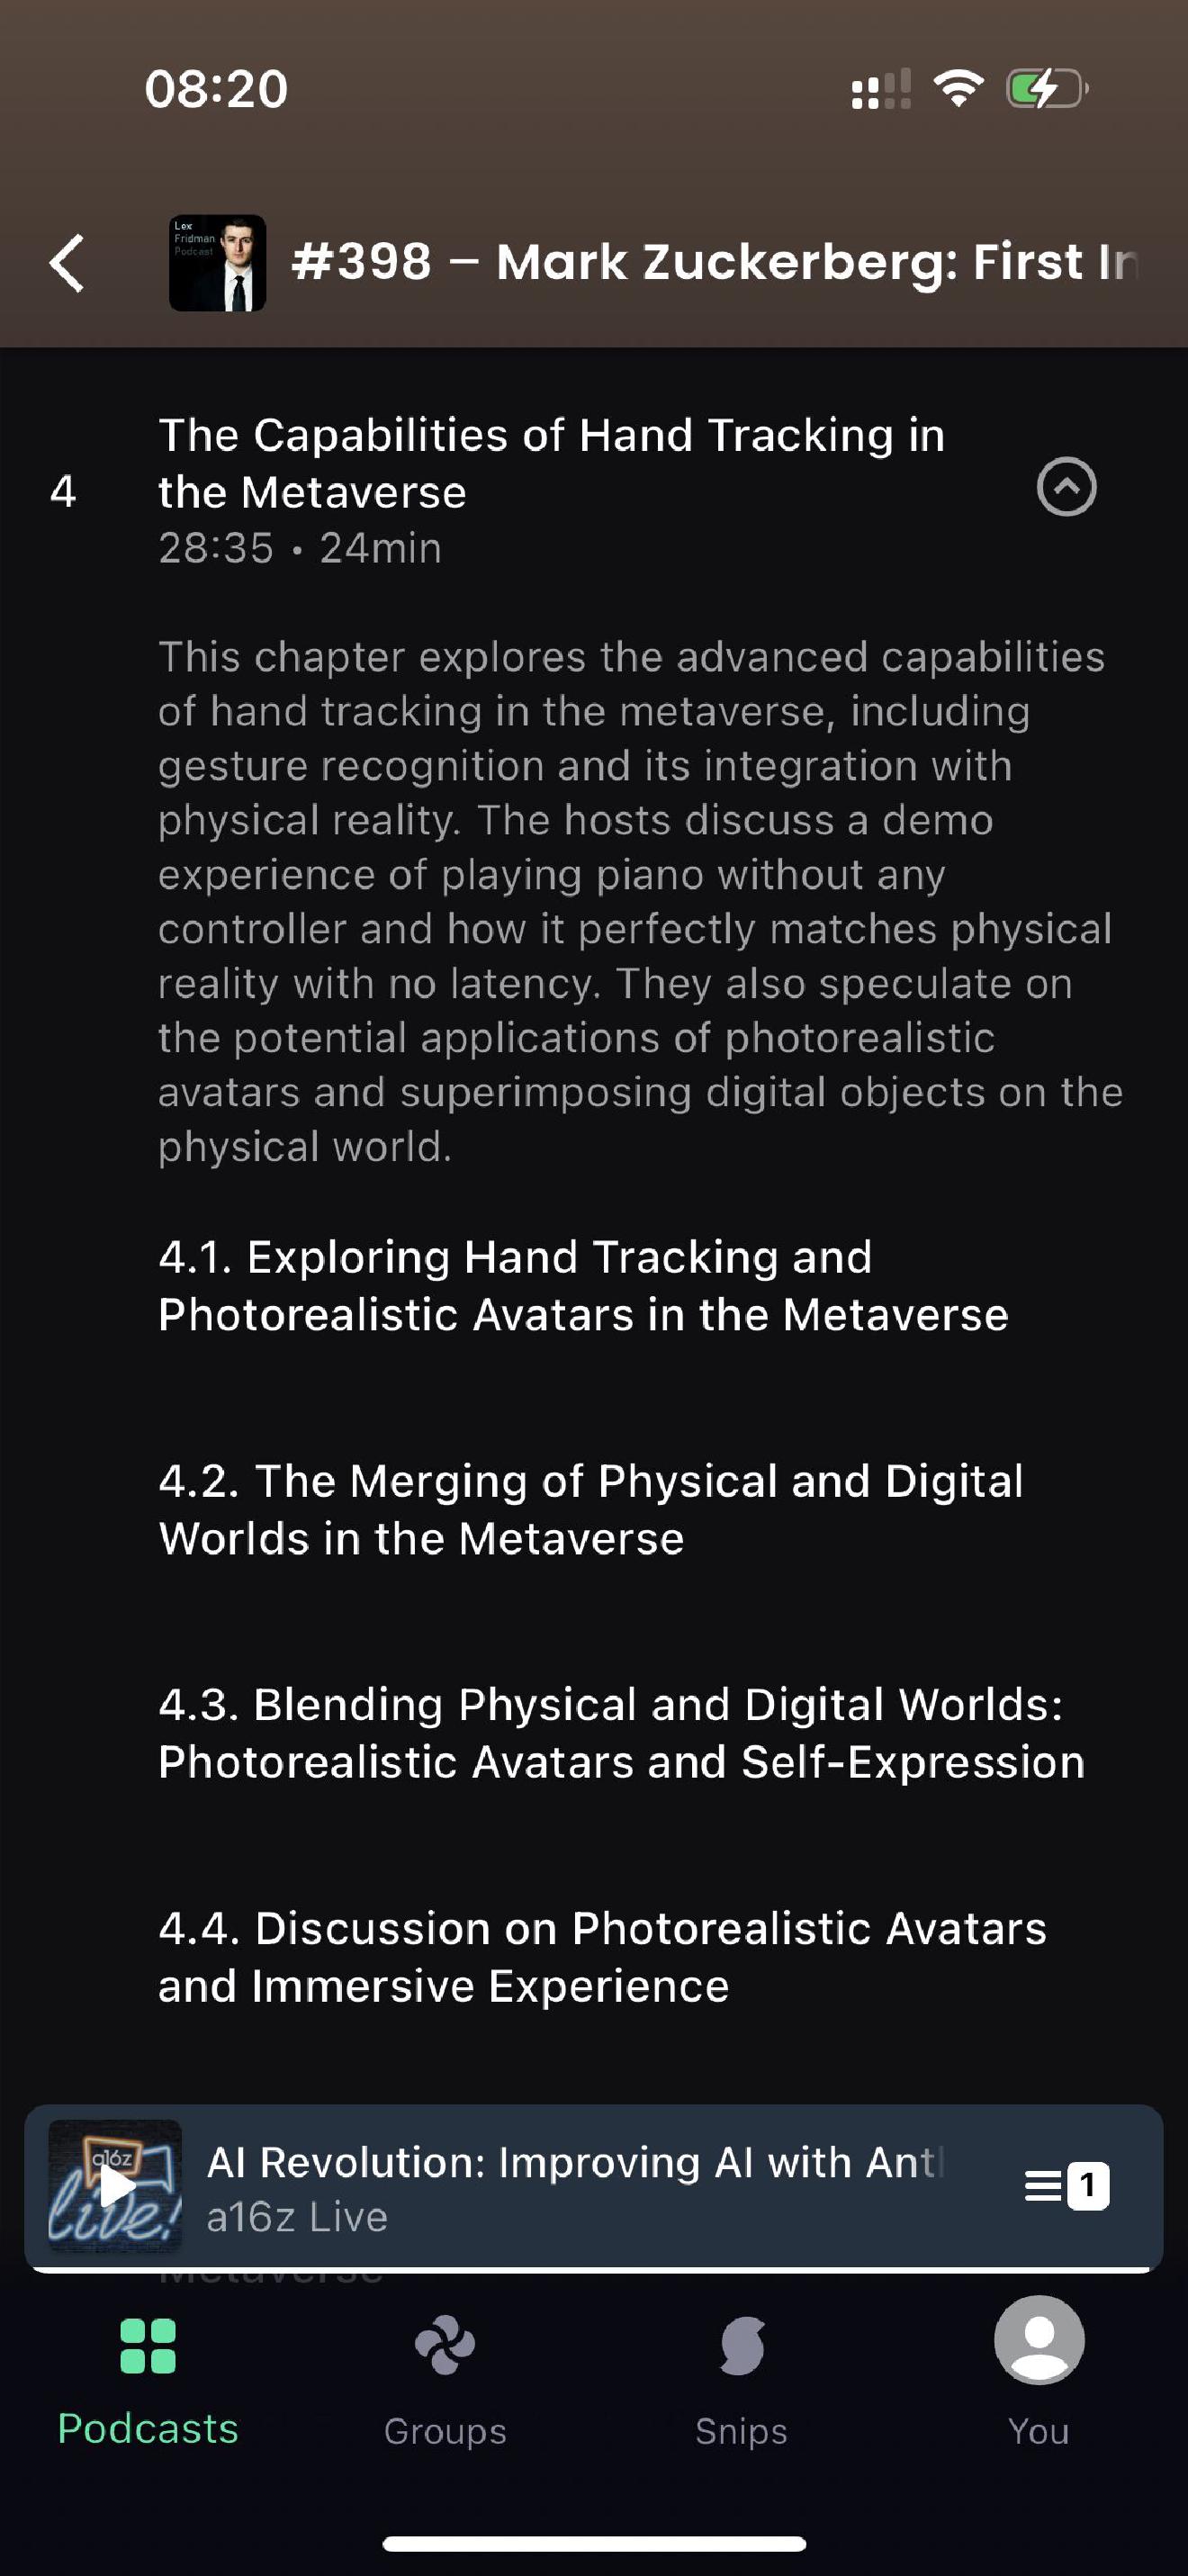 08:20
Lex
Fridman
Podcast
#398 – Mark Zuckerberg: First In
The Capabilities of Hand Tracking in
4
the Metaverse
28:35 • 24min
This chapter explores the advanced capabilities
of hand tracking in the metaverse, including
gesture recognition and its integration with
physical reality. The hosts discuss a demo
experience of playing piano without any
controller and how it perfectly matches physical
reality with no latency. They also speculate on
the potential applications of photorealistic
avatars and superimposing digital objects on the
physical world.
4.1. Exploring Hand Tracking and
Photorealistic Avatars in the Metaverse
4.2. The Merging of Physical and Digital
Worlds in the Metaverse
4.3. Blending Physical and Digital Worlds:
Photorealistic Avatars and Self-Expression
4.4. Discussion on Photorealistic Avatars
and Immersive Experience
a16z
live!
AI Revolution: Improving AI with Ant
a16z Live
1
Metaverse
Podcasts
Groups
Snips
You